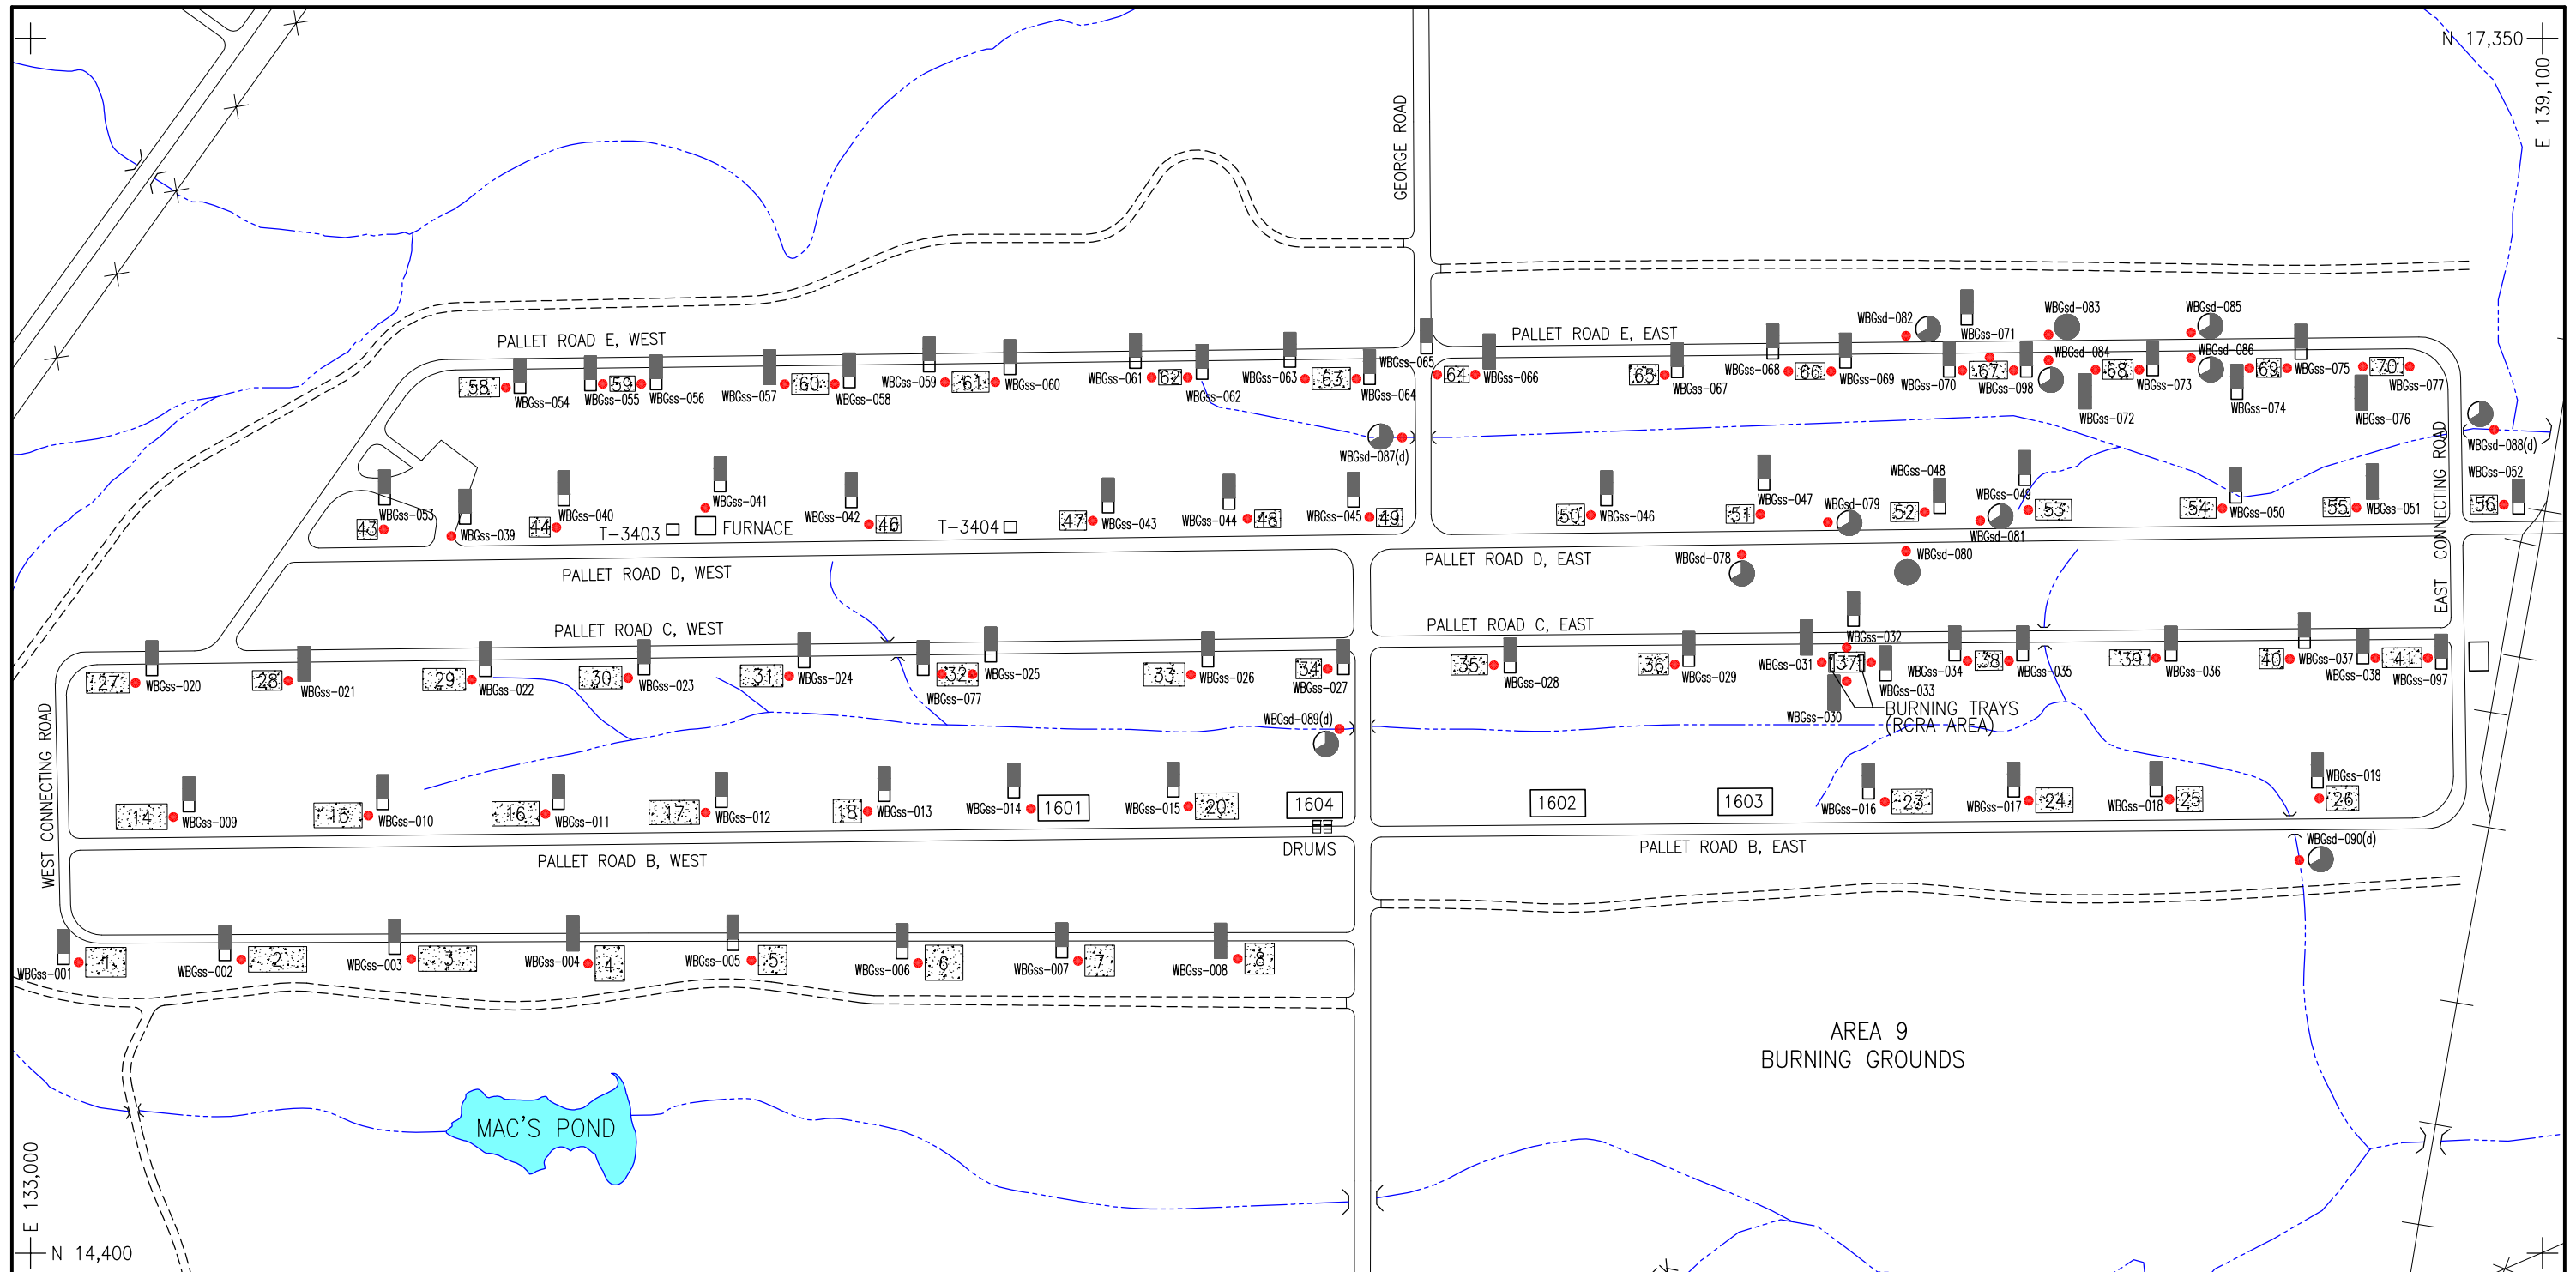 N 17,350
E 139,100
GEORGE ROAD
WBGsd-082
WBGss-071
WBGsd-083
WBGsd-085
PALLET ROAD E, WEST
PALLET ROAD E, EAST
WBGss-065
WBGsd-084
WBGsd-086
58
WBGss-054
WBGss-055
59
WBGss-056
WBGss-057
60
WBGss-058
WBGss-059
61
WBGss-060
WBGss-061
62
WBGss-062
WBGss-063
63
WBGss-064
64
WBGss-066
65
WBGss-067
WBGss-068
66
WBGss-069
WBGss-070
67
WBGss-098
WBGss-072
68
WBGss-073
WBGss-074
69
WBGss-075
WBGss-076
70
WBGss-077
WBGsd-087(d)
WBGsd-088(d)
EAST CONNECTING ROAD
43
WBGss-053
WBGss-039
44
WBGss-040
T-3403
WBGss-041
FURNACE
WBGss-042
46
T-3404
47
WBGss-043
WBGss-044
48
WBGss-045
49
50
WBGss-046
51
WBGss-047
WBGsd-079
WBGss-048
52
WBGss-049
WBGsd-081
53
54
WBGss-050
55
WBGss-051
WBGss-052
56
PALLET ROAD D, WEST
PALLET ROAD D, EAST
WBGsd-078
WBGsd-080
PALLET ROAD C, WEST
PALLET ROAD C, EAST
27
WBGss-020
28
WBGss-021
29
WBGss-022
30
WBGss-023
31
WBGss-024
WBGss-077
32
WBGss-025
33
WBGss-026
34
WBGss-027
35
WBGss-028
36
WBGss-029
WBGss-031
WBGss-032
37
WBGss-033
WBGss-030
BURNING TRAYS
(RCRA AREA)
WBGss-034
38
WBGss-035
39
WBGss-036
40
WBGss-037
WBGss-038
41
WBGss-097
WBGsd-089(d)
WEST CONNECTING ROAD
14
WBGss-009
15
WBGss-010
16
WBGss-011
17
WBGss-012
18
WBGss-013
WBGss-014
1601
WBGss-015
20
1604
DRUMS
1602
1603
WBGss-016
23
WBGss-017
24
WBGss-018
25
WBGss-019
26
PALLET ROAD B, WEST
PALLET ROAD B, EAST
WBGsd-090(d)
WBGss-001
1
WBGss-002
2
WBGss-003
3
WBGss-004
4
WBGss-005
5
WBGss-006
6
WBGss-007
7
WBGss-008
8
AREA 9
BURNING GROUNDS
MAC'S POND
E 133,000
N 14,400